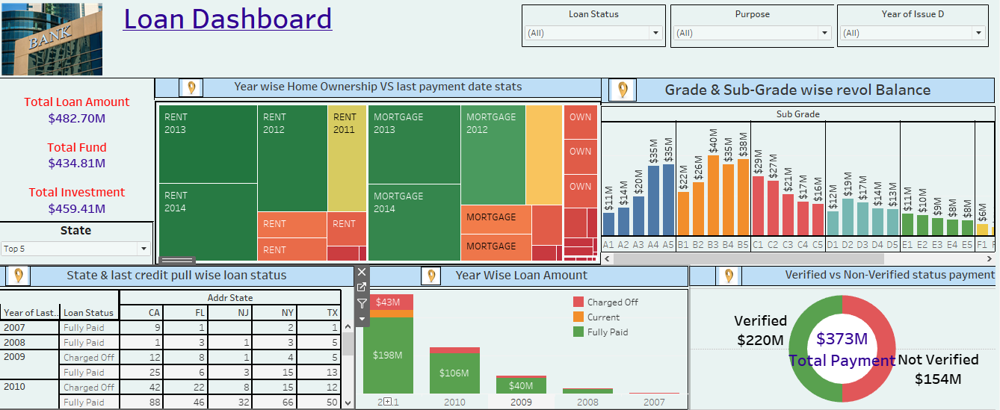 BANK
Loan Dashboard
Loan Status
(All)
Purpose
(All)
Year of Issue D
(All)
Total Loan Amount
$482.70M
Total Fund
$434.81M
Total Investment
$459.41M
State
Top 5
Year wise Home Ownership VS last payment date stats
RENT
2013
RENT
2012
RENT
2011
MORTGAGE
2013
MORTGAGE
2012
OWN
OWN
OWN
RENT
2014
MORTGAGE
2014
RENT
RENT
RENT
MORTGAGE
MORTGAGE
Grade & Sub-Grade wise revol Balance
Sub Grade
$11M $14M $20M $35M $35M $22M $26M $40M $35M $38M $29M $27M $21M $17M $16M $12M $19M $17M $14M $13M $11M $10M $9M $8M $8M $6M
A1 A2 A3 A4 A5 B1 B2 B3 B4 B5 C1 C2 C3 C4 C5 D1 D2 D3 D4 D5 E1 E2 E3 E4 E5 F1
State & last credit pull wise loan status
Addr State
Year of Last.. Loan Status CA FL NJ NY TX
2007 Fully Paid 9 1 2 1
2008 Fully Paid 1 3 1 3 5
2009 Charged Off 12 8 1 4 5
Fully Paid 25 6 3 15 13
2010 Charged Off 42 22 8 15 12
Fully Paid 88 46 32 66 50
Year Wise Loan Amount
$43M
$198M
$106M
$40M
Charged Off
Current
Fully Paid
2010 2009 2008 2007
Verified vs Non-Verified status payment
Verified
$220M
$373M
Total Payment
Not Verified
$154M